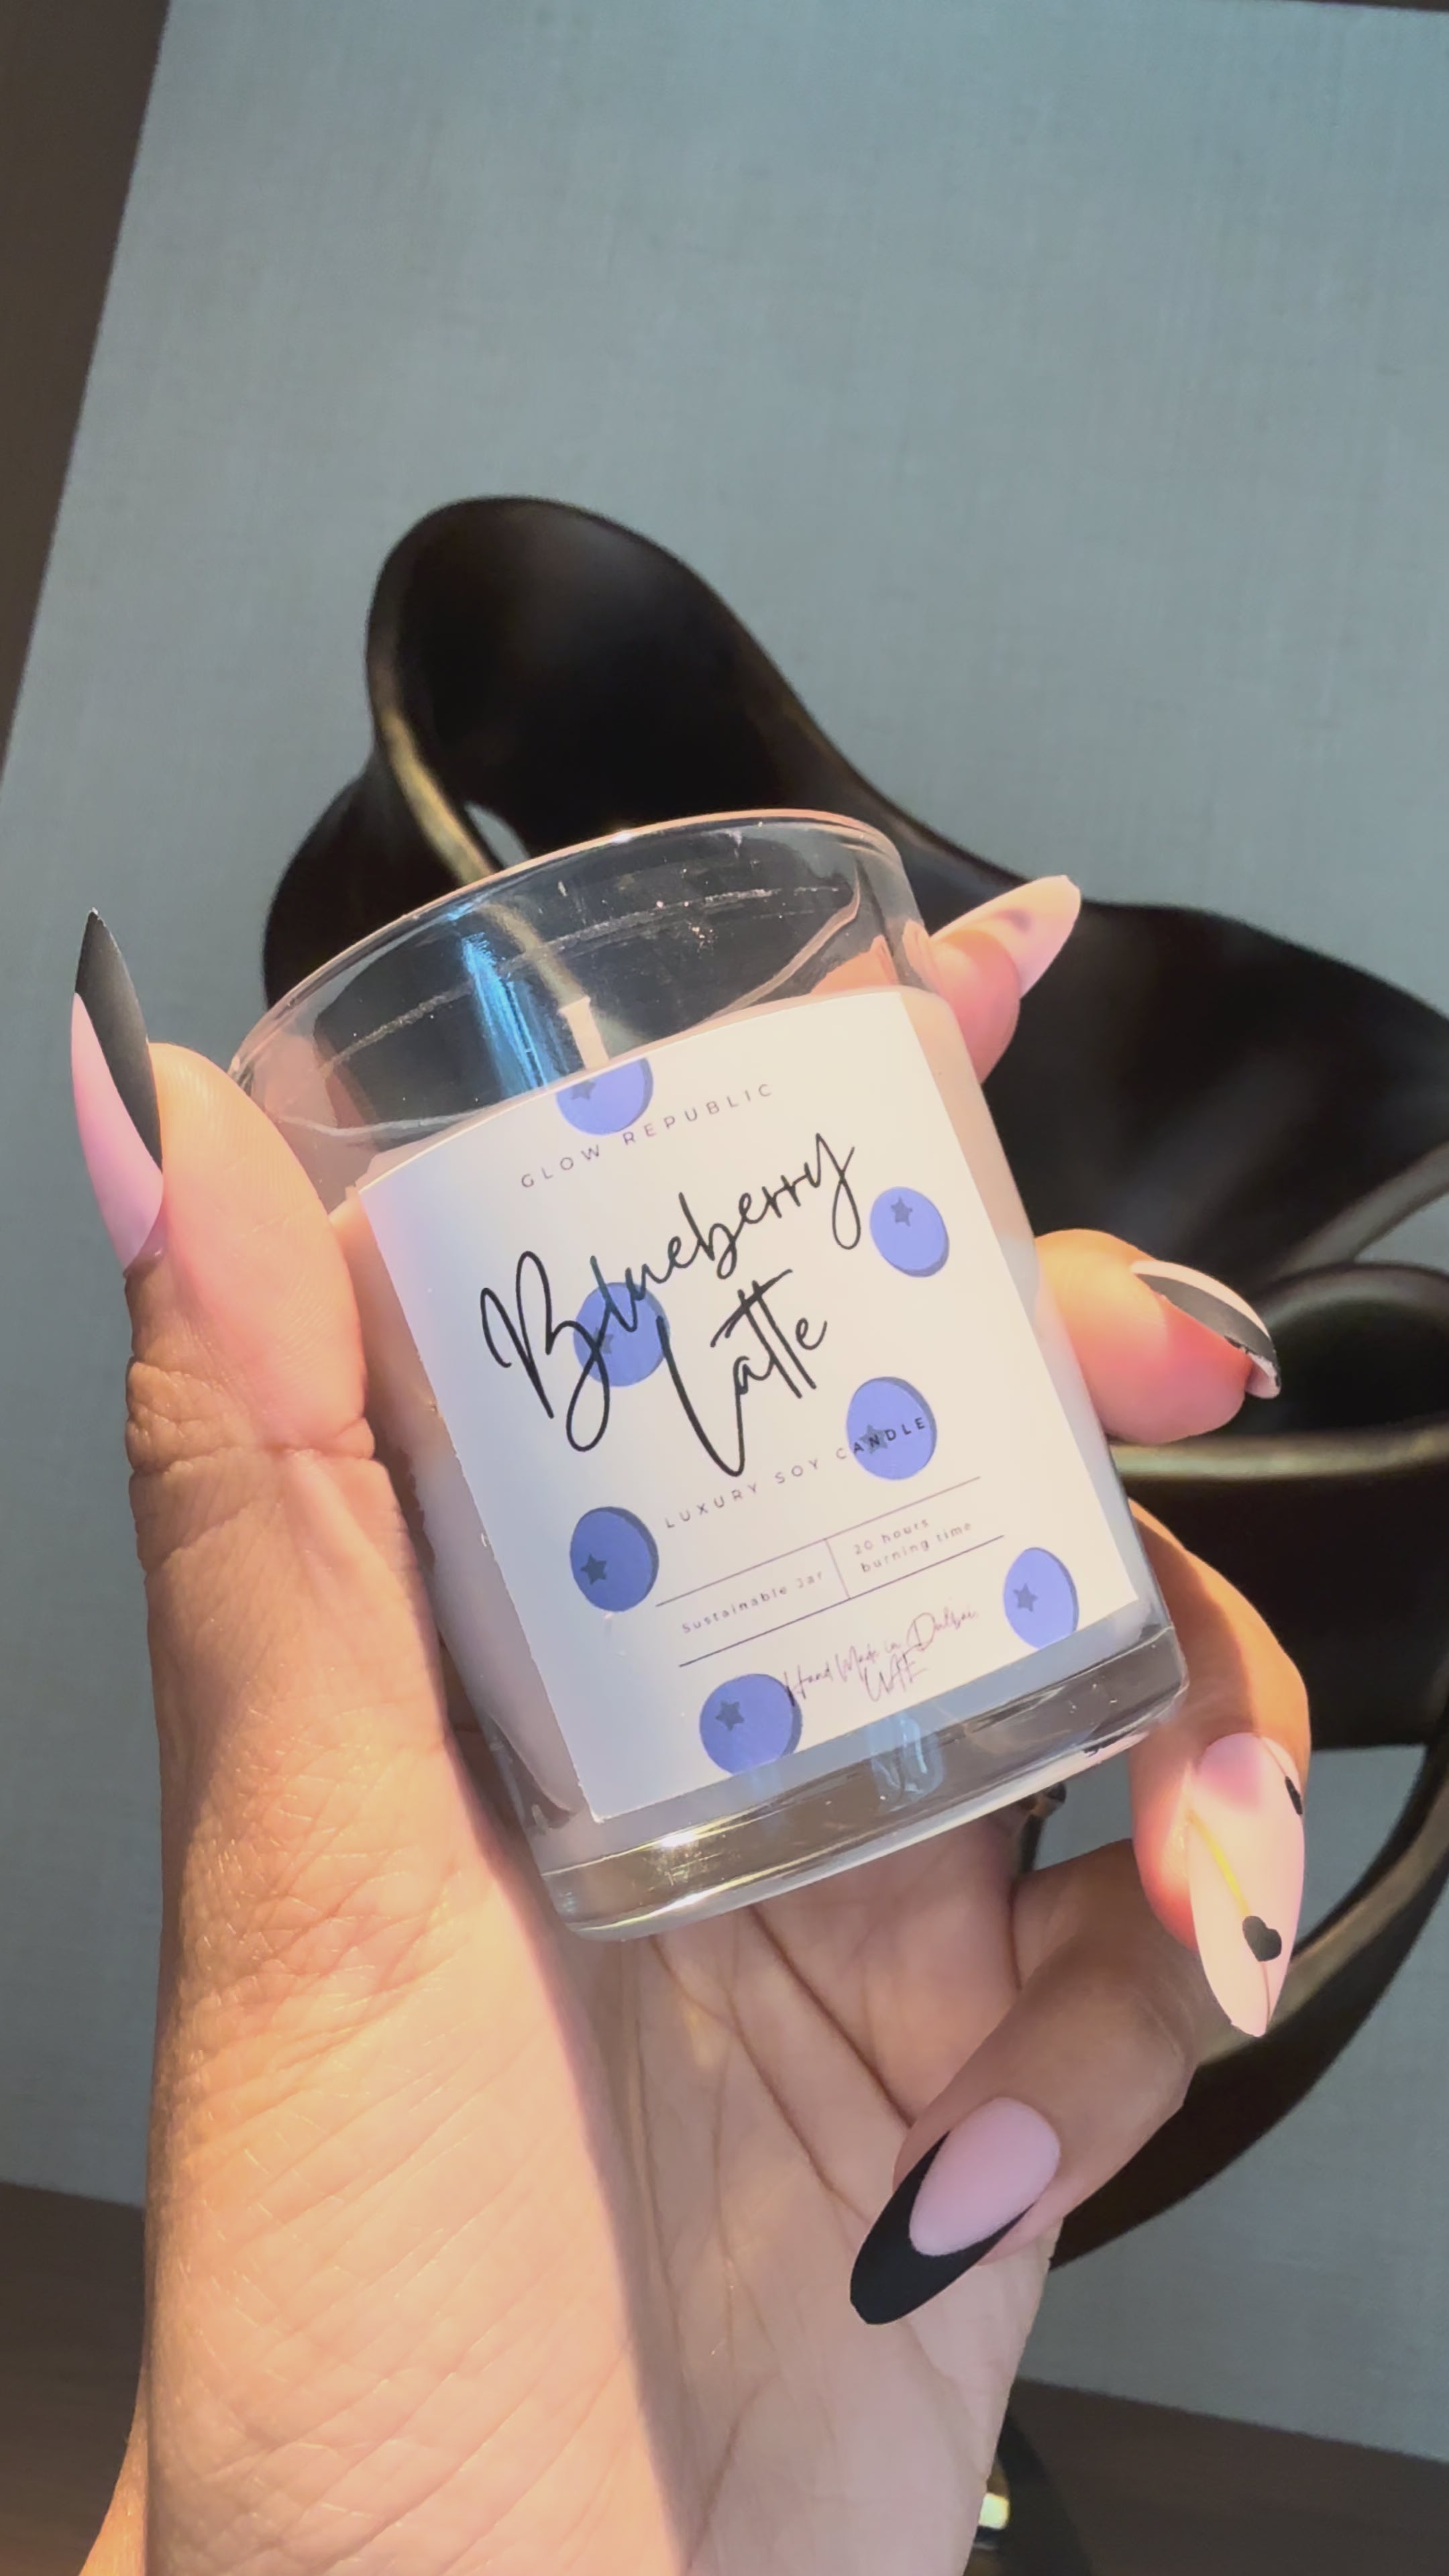 GLOW REPUBLIC
Blueberry
Latte
LUXURY SOY CANDLE
Sustainable Jar
20 hours
burning time
Hand Made in Dubai
UAE